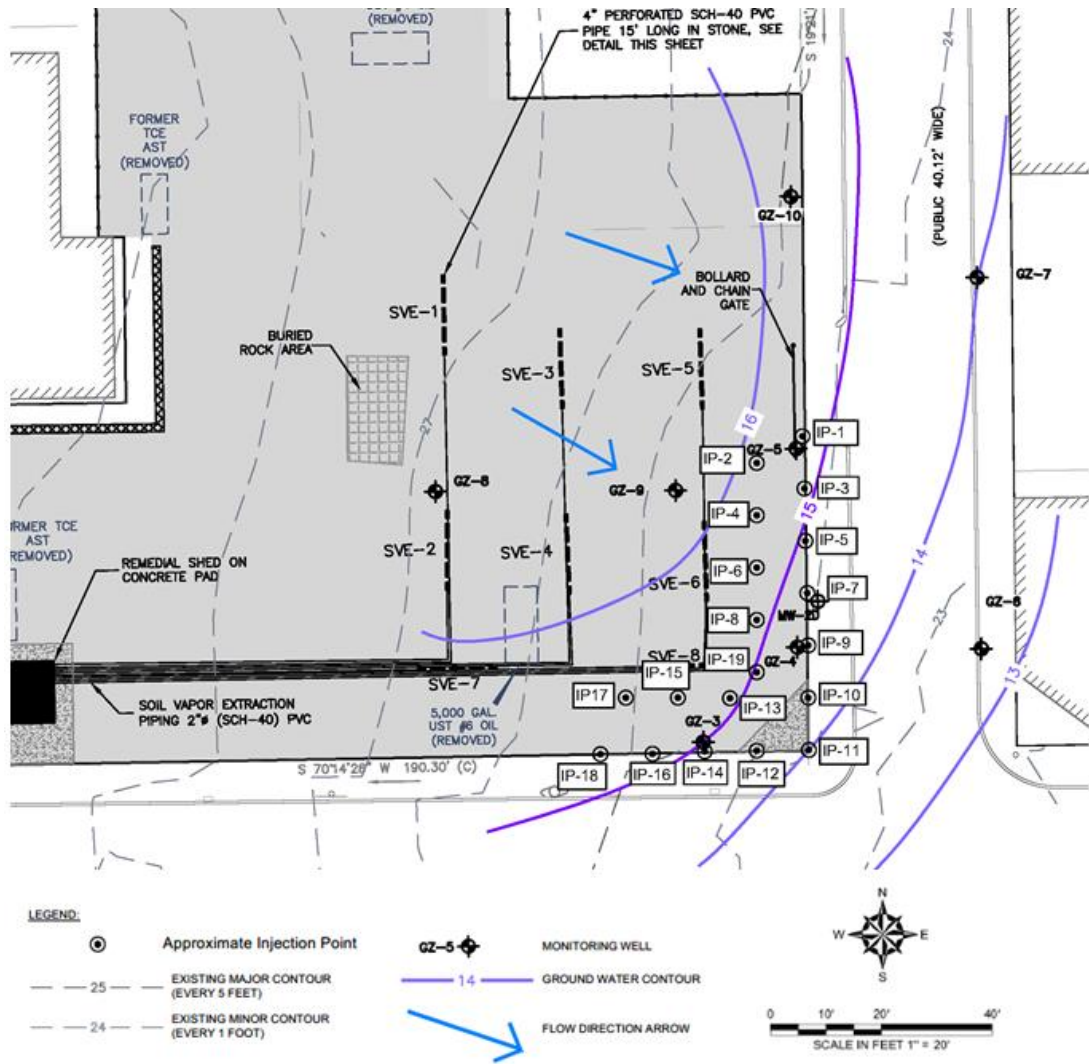 (REMOVED)
4" PERFORATED SCH-40 PVC
PIPE 15' LONG IN STONE, SEE
DETAIL THIS SHEET
24
FORMER
TCE
AST
(REMOVED)
(PUBLIC 40.12' WIDE)
GZ-10
GZ-7
BOLLARD
AND CHAIN
GATE
SVE-1
BURIED
ROCK AREA
SVE-3
SVE-5
27
16
IP-1
GZ-5
IP-2
GZ-8
GZ-9
IP-3
15
IP-4
IP-5
SVE-2
SVE-4
14
TCE
AST
(REMOVED)
REMEDIAL SHED ON
CONCRETE PAD
IP-6
SVE-6
IP-7
23
GZ-6
IP-8
IP-9
13
SVE-8
IP-19
GZ-4
IP-15
SVE-7
SOIL VAPOR EXTRACTION
PIPING 2"ø (SCH-40) PVC
IP17
IP-13
IP-10
5,000 GAL.
UST #6 OIL
(REMOVED)
GZ-3
IP-11
S 70°14'26" W 190.30' (C)
IP-18
IP-16
IP-14
IP-12
LEGEND:
Approximate Injection Point
GZ-5
MONITORING WELL
25
EXISTING MAJOR CONTOUR
(EVERY 5 FEET)
14
GROUND WATER CONTOUR
24
EXISTING MINOR CONTOUR
(EVERY 1 FOOT)
FLOW DIRECTION ARROW
N
W
E
S
0 20' 40'
SCALE IN FEET 1" = 20'